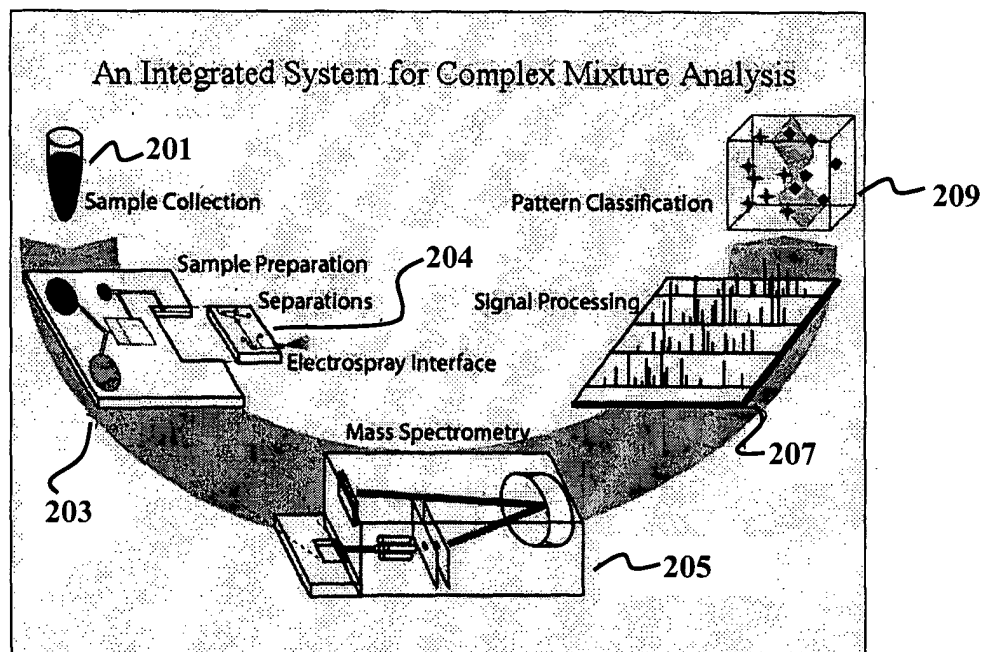 An Integrated System for Complex Mixture Analysis
201
Sample Collection
Pattern Classification
209
Sample Preparation
204
Separations
Signal Processing
Electrospray Interface
Mass Spectrometry
207
203
205